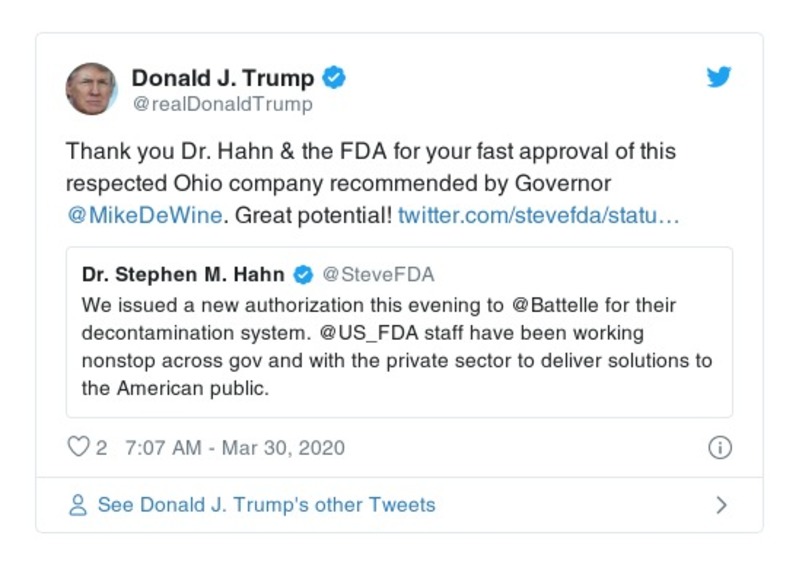 Donald J. Trump
@realDonaldTrump
Thank you Dr. Hahn & the FDA for your fast approval of this
respected Ohio company recommended by Governor
@MikeDeWine. Great potential! twitter.com/stevefda/statu…
Dr. Stephen M. Hahn @SteveFDA
We issued a new authorization this evening to @Battelle for their
decontamination system. @US_FDA staff have been working
nonstop across gov and with the private sector to deliver solutions to
the American public.
2 7:07 AM - Mar 30, 2020
See Donald J. Trump's other Tweets